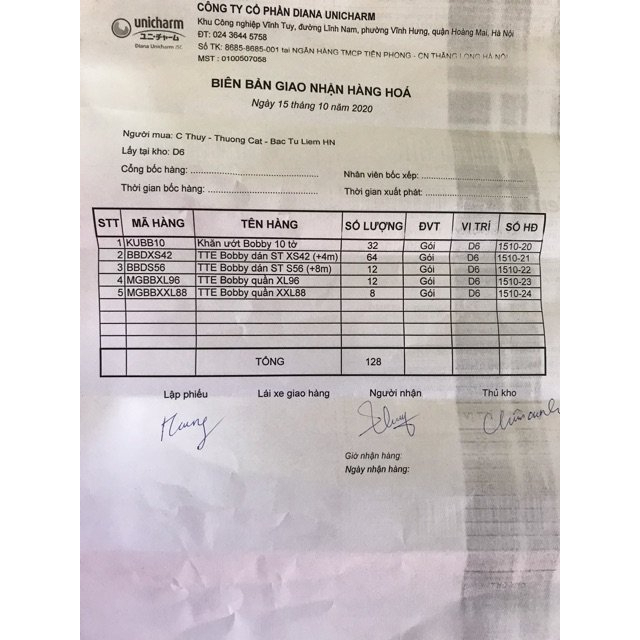 CÔNG TY CỔ PHẦN DIANA UNICHARM
unicharm
ユニ・チャーム
Diana Unicharm JSC
Khu Công nghiệp Vĩnh Tuy, đường Lĩnh Nam, phường Vĩnh Hưng, quận Hoàng Mai, Hà Nội
ĐT: 024 3644 5758
Số TK: 8685-8685-001 tại NGÂN HÀNG TMCP TIÊN PHONG - CN THĂNG LONG HÀ NỘI
MST : 0100507058
BIÊN BẢN GIAO NHẬN HÀNG HOÁ
Ngày 15 tháng 10 năm 2020
Người mua: C Thuy - Thuong Cat - Bac Tu Liem HN
Lấy tại kho: D6
Cổng bốc hàng: Nhân viên bốc xếp:
Thời gian bốc hàng: Thời gian xuất phát:
STT MÃ HÀNG TÊN HÀNG SỐ LƯỢNG ĐVT VỊ TRÍ SỐ HĐ
1 KUBB10 Khăn ướt Bobby 10 tờ 32 Gói D6 1510-20
2 BBDXS42 TTE Bobby dán ST XS42 (+4m) 64 Gói D6 1510-21
3 BBDS56 TTE Bobby dán ST S56 (+8m) 12 Gói D6 1510-22
4 MGBBXL96 TTE Bobby quần XL96 12 Gói D6 1510-23
5 MGBBXXL88 TTE Bobby quần XXL88 8 Gói D6 1510-24
TỔNG 128
Lập phiếu Lái xe giao hàng Người nhận Thủ kho
Giờ nhận hàng:
Ngày nhận hàng: